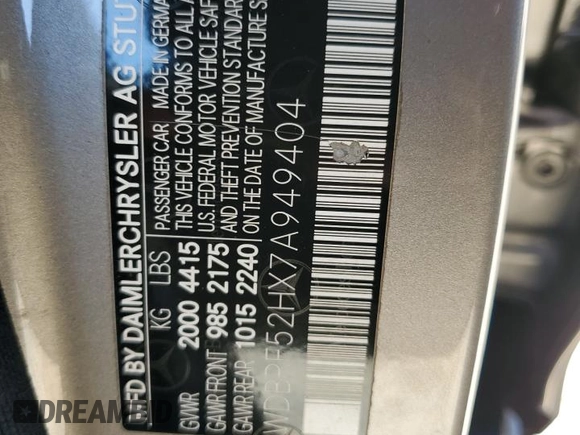 MFD BY DAIMLERCHRYSLER AG STU
KG LBS PASSENGER CAR MADE IN GERMA
GVWR 2000 4415 THIS VEHICLE CONFORMS TO ALL
GAWR FRONT 985 2175 U.S. FEDERAL MOTOR VEHICLE SAF
GAWR REAR 1015 2240 AND THEFT PREVENTION STANDAR
ON THE DATE OF MANUFACTURE S
52HX7A949404
DREAMBID